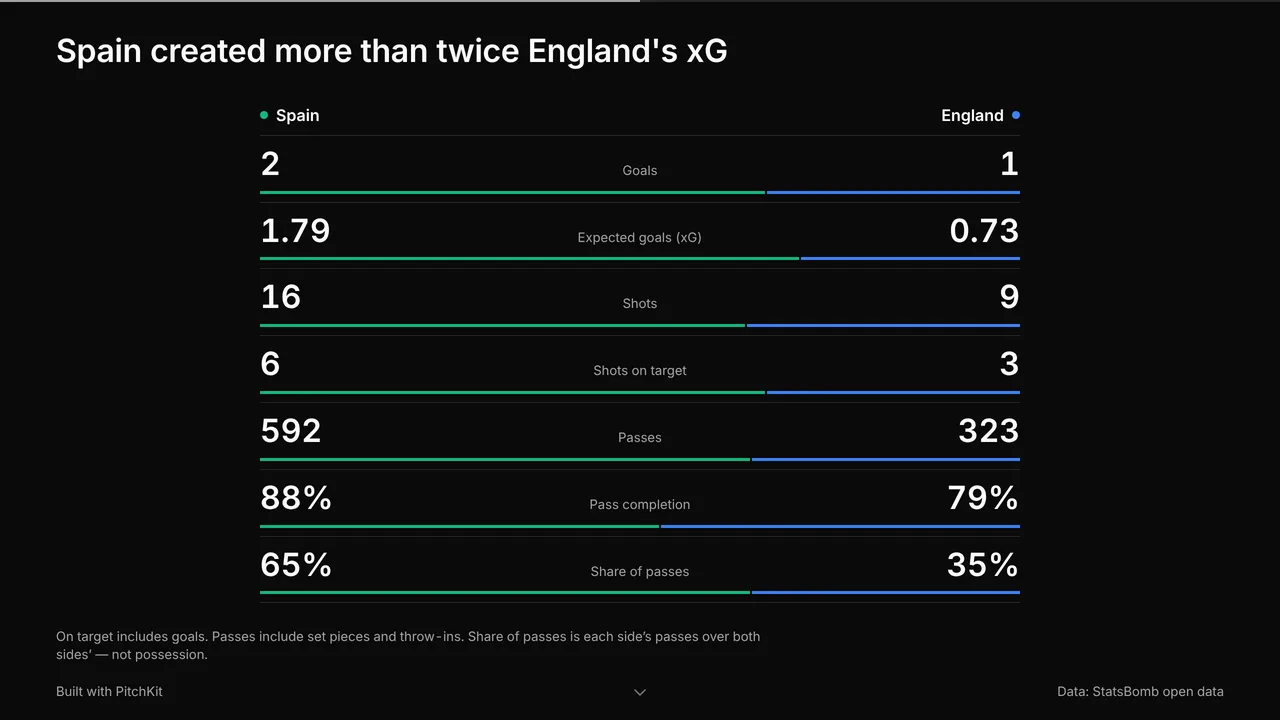 Spain created more than twice England's xG
Spain England
2 Goals 1
1.79 Expected goals (xG) 0.73
16 Shots 9
6 Shots on target 3
592 Passes 323
88% Pass completion 79%
65% Share of passes 35%
On target includes goals. Passes include set pieces and throw-ins. Share of passes is each side’s passes over both
sides’ — not possession.
Built with PitchKit Data: StatsBomb open data